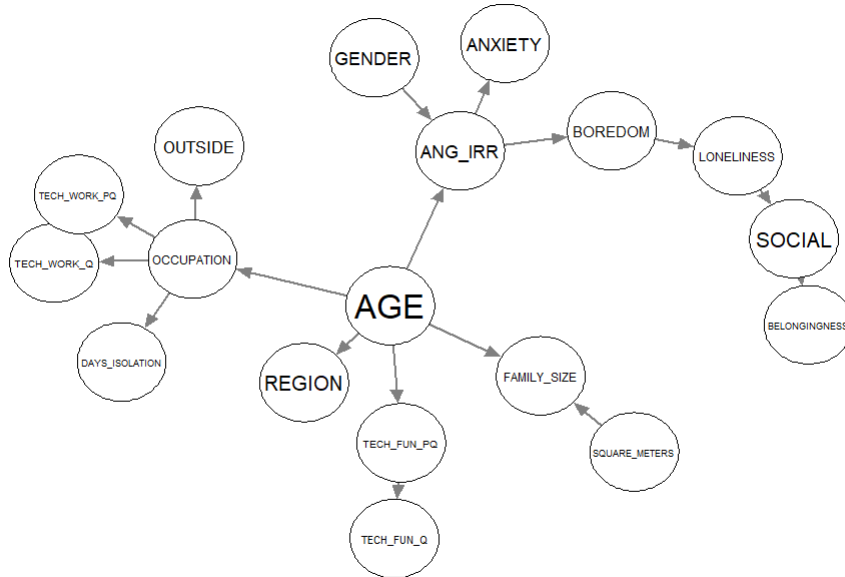 GENDER
ANXIETY
OUTSIDE
ANG_IRR
BOREDOM
LONELINESS
TECH_WORK_PQ
TECH_WORK_Q
OCCUPATION
SOCIAL
AGE
BELONGINGNESS
DAYS_ISOLATION
REGION
FAMILY_SIZE
TECH_FUN_PQ
SQUARE_METERS
TECH_FUN_Q